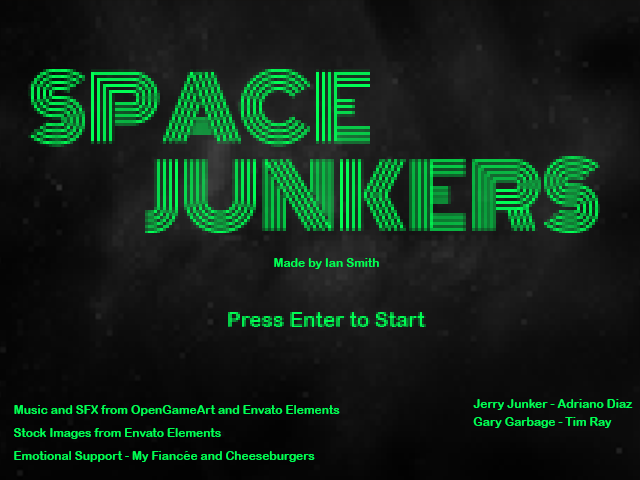 SPACE
JUNKERS
Made by Ian Smith
Press Enter to Start
Music and SFX from OpenGameArt and Envato Elements
Stock Images from Envato Elements
Emotional Support - My Fiancèe and Cheeseburgers
Jerry Junker - Adriano Diaz
Gary Garbage - Tim Ray